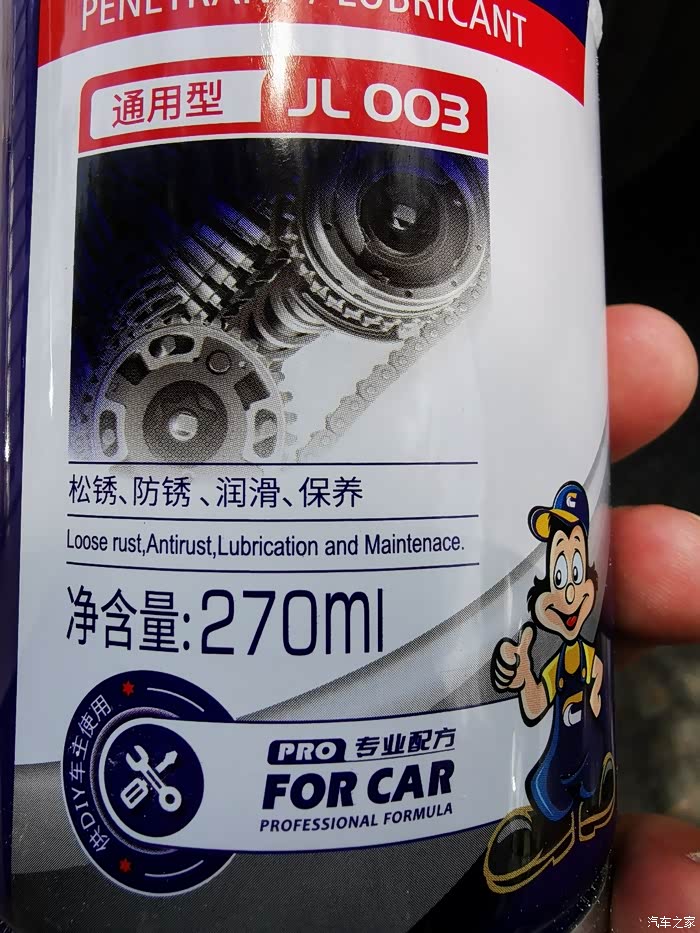 PENETRANT / LUBRICANT
通用型 JL 003
松锈、防锈、润滑、保养
Loose rust,Antirust,Lubrication and Maintenace.
净含量:270ml
供DIY车主使用
PRO 专业配方
FOR CAR
PROFESSIONAL FORMULA
汽车之家